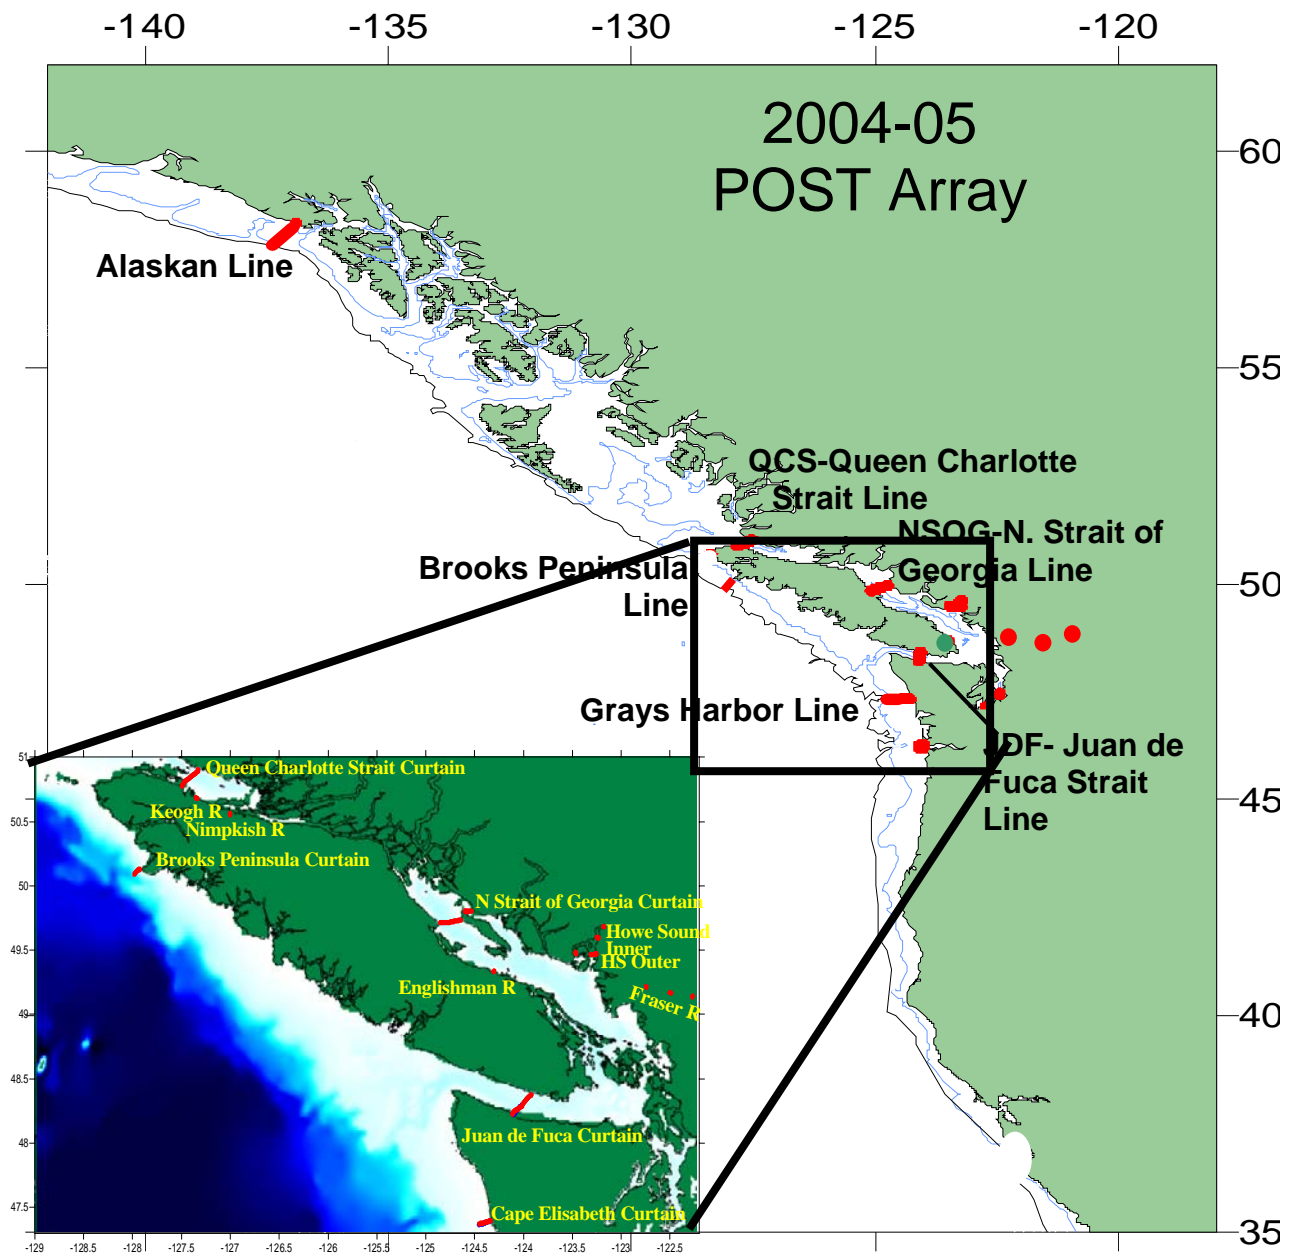 -140 -135 -130 -125 -120
2004-05
POST Array
60
Alaskan Line
55
QCS-Queen Charlotte
Strait Line
NSOG-N. Strait of
Georgia Line
Brooks Peninsula
Line
50
Grays Harbor Line
JDF- Juan de
Fuca Strait
Line
45
40
35
51
50.5
50
49.5
49
48.5
48
47.5
Queen Charlotte Strait Curtain
Keogh R
Nimpkish R
Brooks Peninsula Curtain
N Strait of Georgia Curtain
Howe Sound
Inner
HS Outer
Englishman R
Fraser R
Juan de Fuca Curtain
Cape Elisabeth Curtain
-129 -128.5 -128 -127.5 -127 -126.5 -126 -125.5 -125 -124.5 -124 -123.5 -123 -122.5